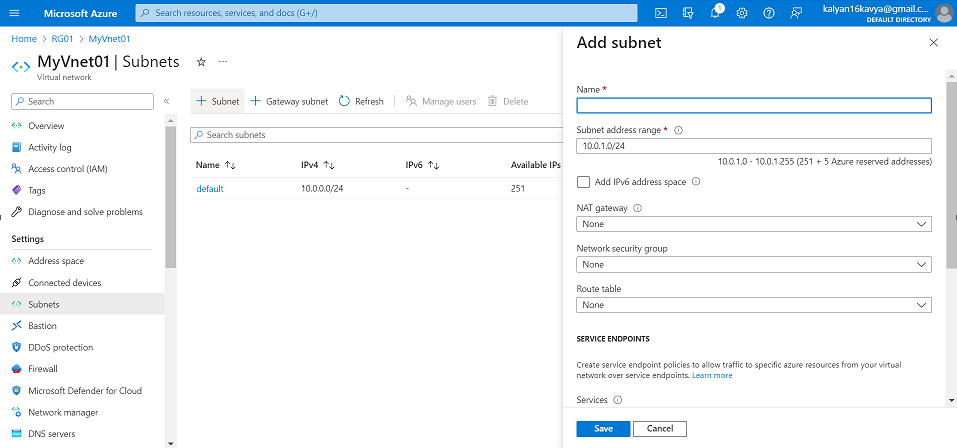 Microsoft Azure
Search resources, services, and docs (G+/)
1
kalyan16kavya@gmail.c...
DEFAULT DIRECTORY
Home > RG01 > MyVnet01
MyVnet01 | Subnets
Virtual network
Search
Overview
Activity log
Access control (IAM)
Tags
Diagnose and solve problems
Settings
Address space
Connected devices
Subnets
Bastion
DDoS protection
Firewall
Microsoft Defender for Cloud
Network manager
DNS servers
+ Subnet + Gateway subnet Refresh Manage users Delete
Search subnets
Name ↑↓ IPv4 ↑↓ IPv6 ↑↓ Available IPs
default 10.0.0.0/24 - 251
Add subnet
Name *
Subnet address range *
10.0.1.0/24
10.0.1.0 - 10.0.1.255 (251 + 5 Azure reserved addresses)
Add IPv6 address space
NAT gateway
None
Network security group
None
Route table
None
SERVICE ENDPOINTS
Create service endpoint policies to allow traffic to specific azure resources from your virtual
network over service endpoints. Learn more
Services
Save Cancel